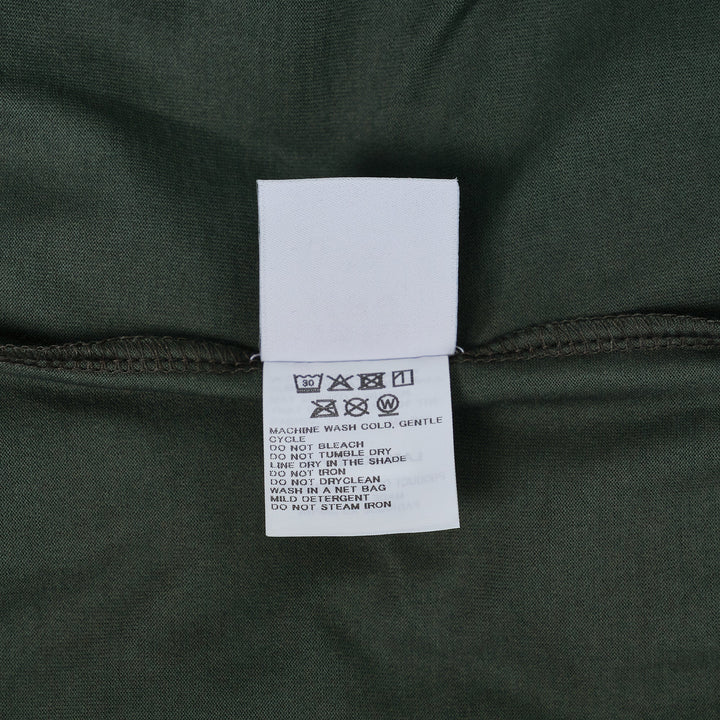 30
W
MACHINE WASH COLD, GENTLE
CYCLE
DO NOT BLEACH
DO NOT TUMBLE DRY
LINE DRY IN THE SHADE
DO NOT IRON
DO NOT DRYCLEAN
WASH IN A NET BAG
MILD DETERGENT
DO NOT STEAM IRON